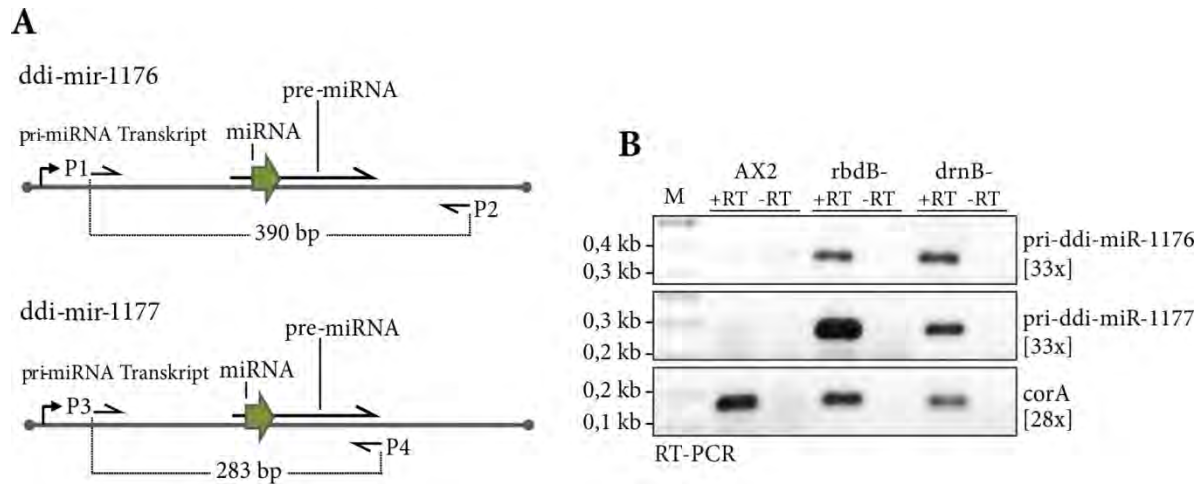 A
ddi-mir-1176
pre-miRNA
pri-miRNA Transkript miRNA
P1
P2
390 bp
ddi-mir-1177
pre-miRNA
pri-miRNA Transkript miRNA
P3
P4
283 bp
B
AX2 rbdB- drnB-
M +RT -RT +RT -RT +RT -RT
0,4 kb
0,3 kb
pri-ddi-miR-1176
[33x]
0,3 kb
0,2 kb
pri-ddi-miR-1177
[33x]
0,2 kb
0,1 kb
corA
[28x]
RT-PCR